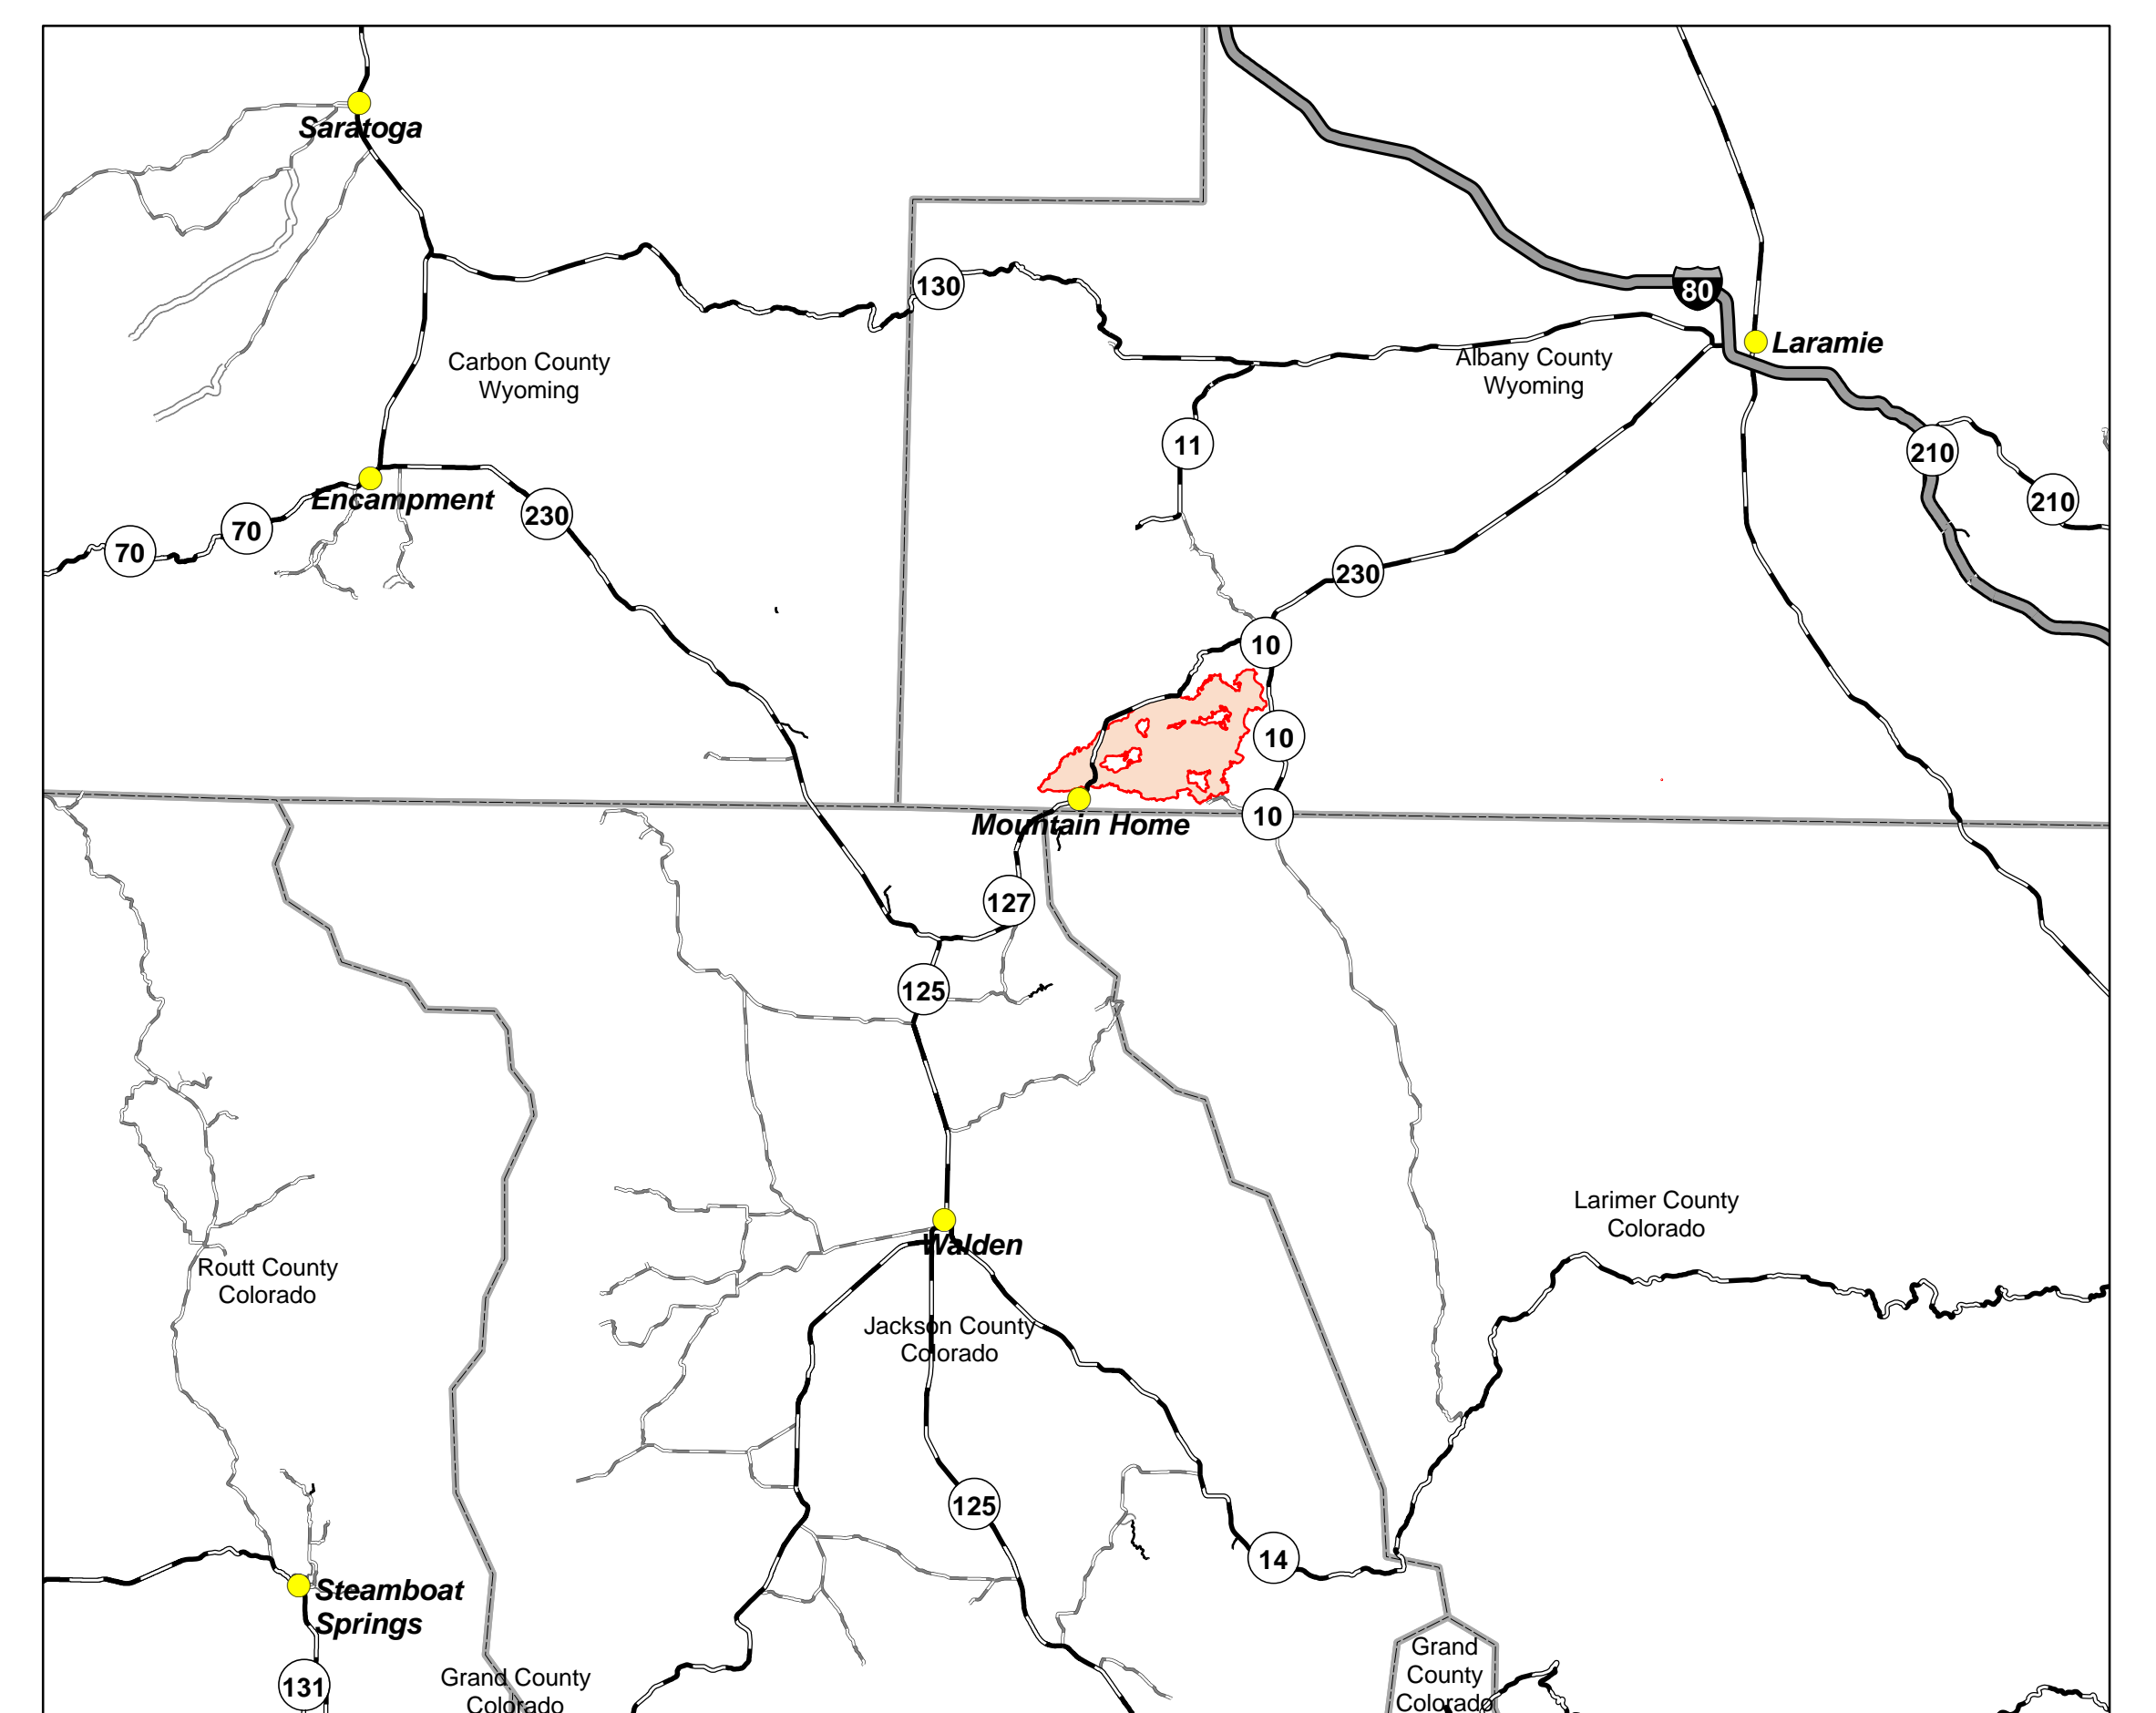 Saratoga
130
80
Carbon County
Wyoming
Albany County
Wyoming
Laramie
11
210
210
Encampment
70
70
230
230
10
10
10
Mountain Home
127
125
Larimer County
Colorado
Routt County
Colorado
Walden
Jackson County
Colorado
125
14
Steamboat
Springs
131
Grand County
Colorado
Grand
County
Colorado